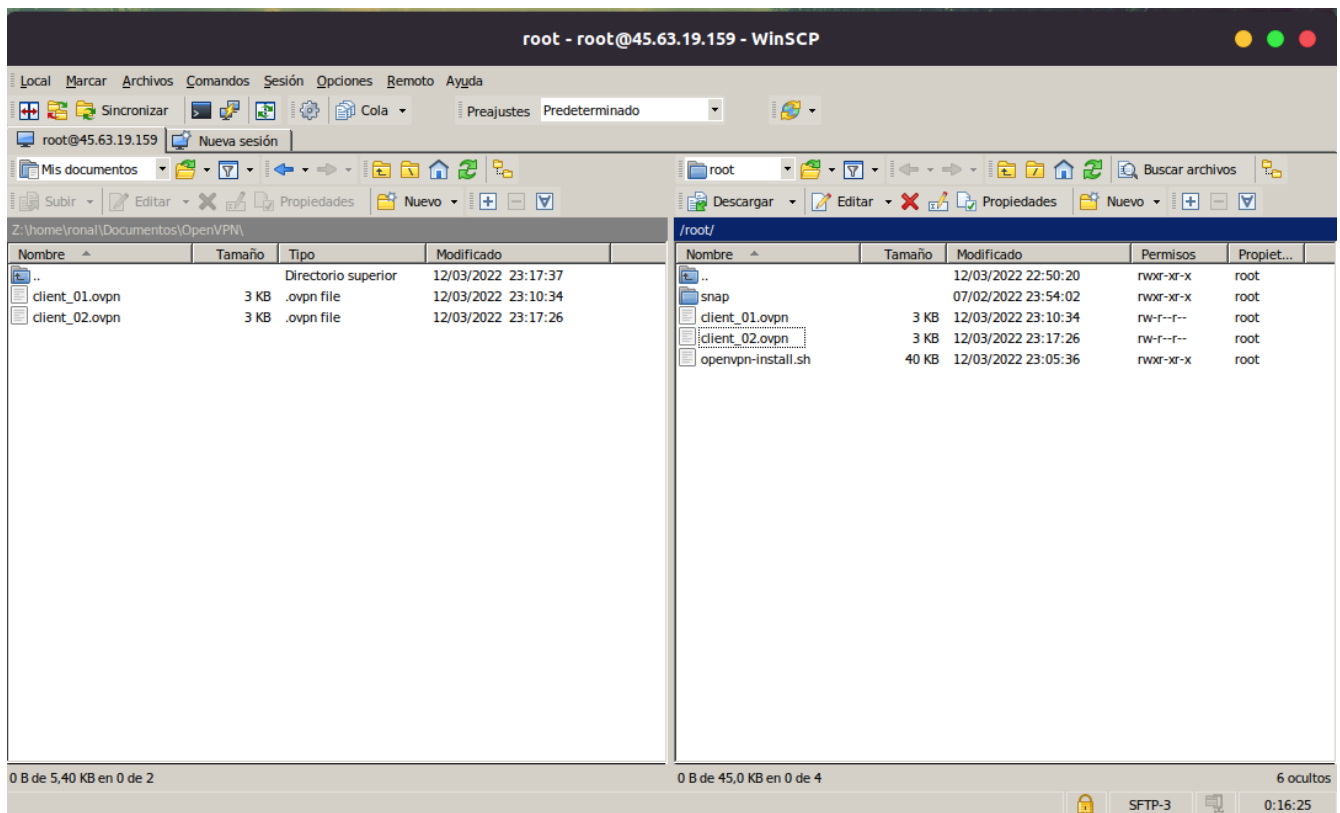 root - root@45.63.19.159 - WinSCP
Local Marcar Archivos Comandos Sesión Opciones Remoto Ayuda
Sincronizar Cola Preajustes Predeterminado
root@45.63.19.159 Nueva sesión
Mis documentos root Buscar archivos
Subir Editar Propiedades Nuevo Descargar Editar Propiedades Nuevo
Z:\home\ronal\Documentos\OpenVPN\ /root/
Nombre Tamaño Tipo Modificado Nombre Tamaño Modificado Permisos Propiet...
.. Directorio superior 12/03/2022 23:17:37 .. 12/03/2022 22:50:20 rwxr-xr-x root
client_01.ovpn 3 KB .ovpn file 12/03/2022 23:10:34 snap 07/02/2022 23:54:02 rwxr-xr-x root
client_02.ovpn 3 KB .ovpn file 12/03/2022 23:17:26 client_01.ovpn 3 KB 12/03/2022 23:10:34 rw-r--r-- root
client_02.ovpn 3 KB 12/03/2022 23:17:26 rw-r--r-- root
openvpn-install.sh 40 KB 12/03/2022 23:05:36 rwxr-xr-x root
0 B de 5,40 KB en 0 de 2 0 B de 45,0 KB en 0 de 4 6 ocultos
SFTP-3 0:16:25